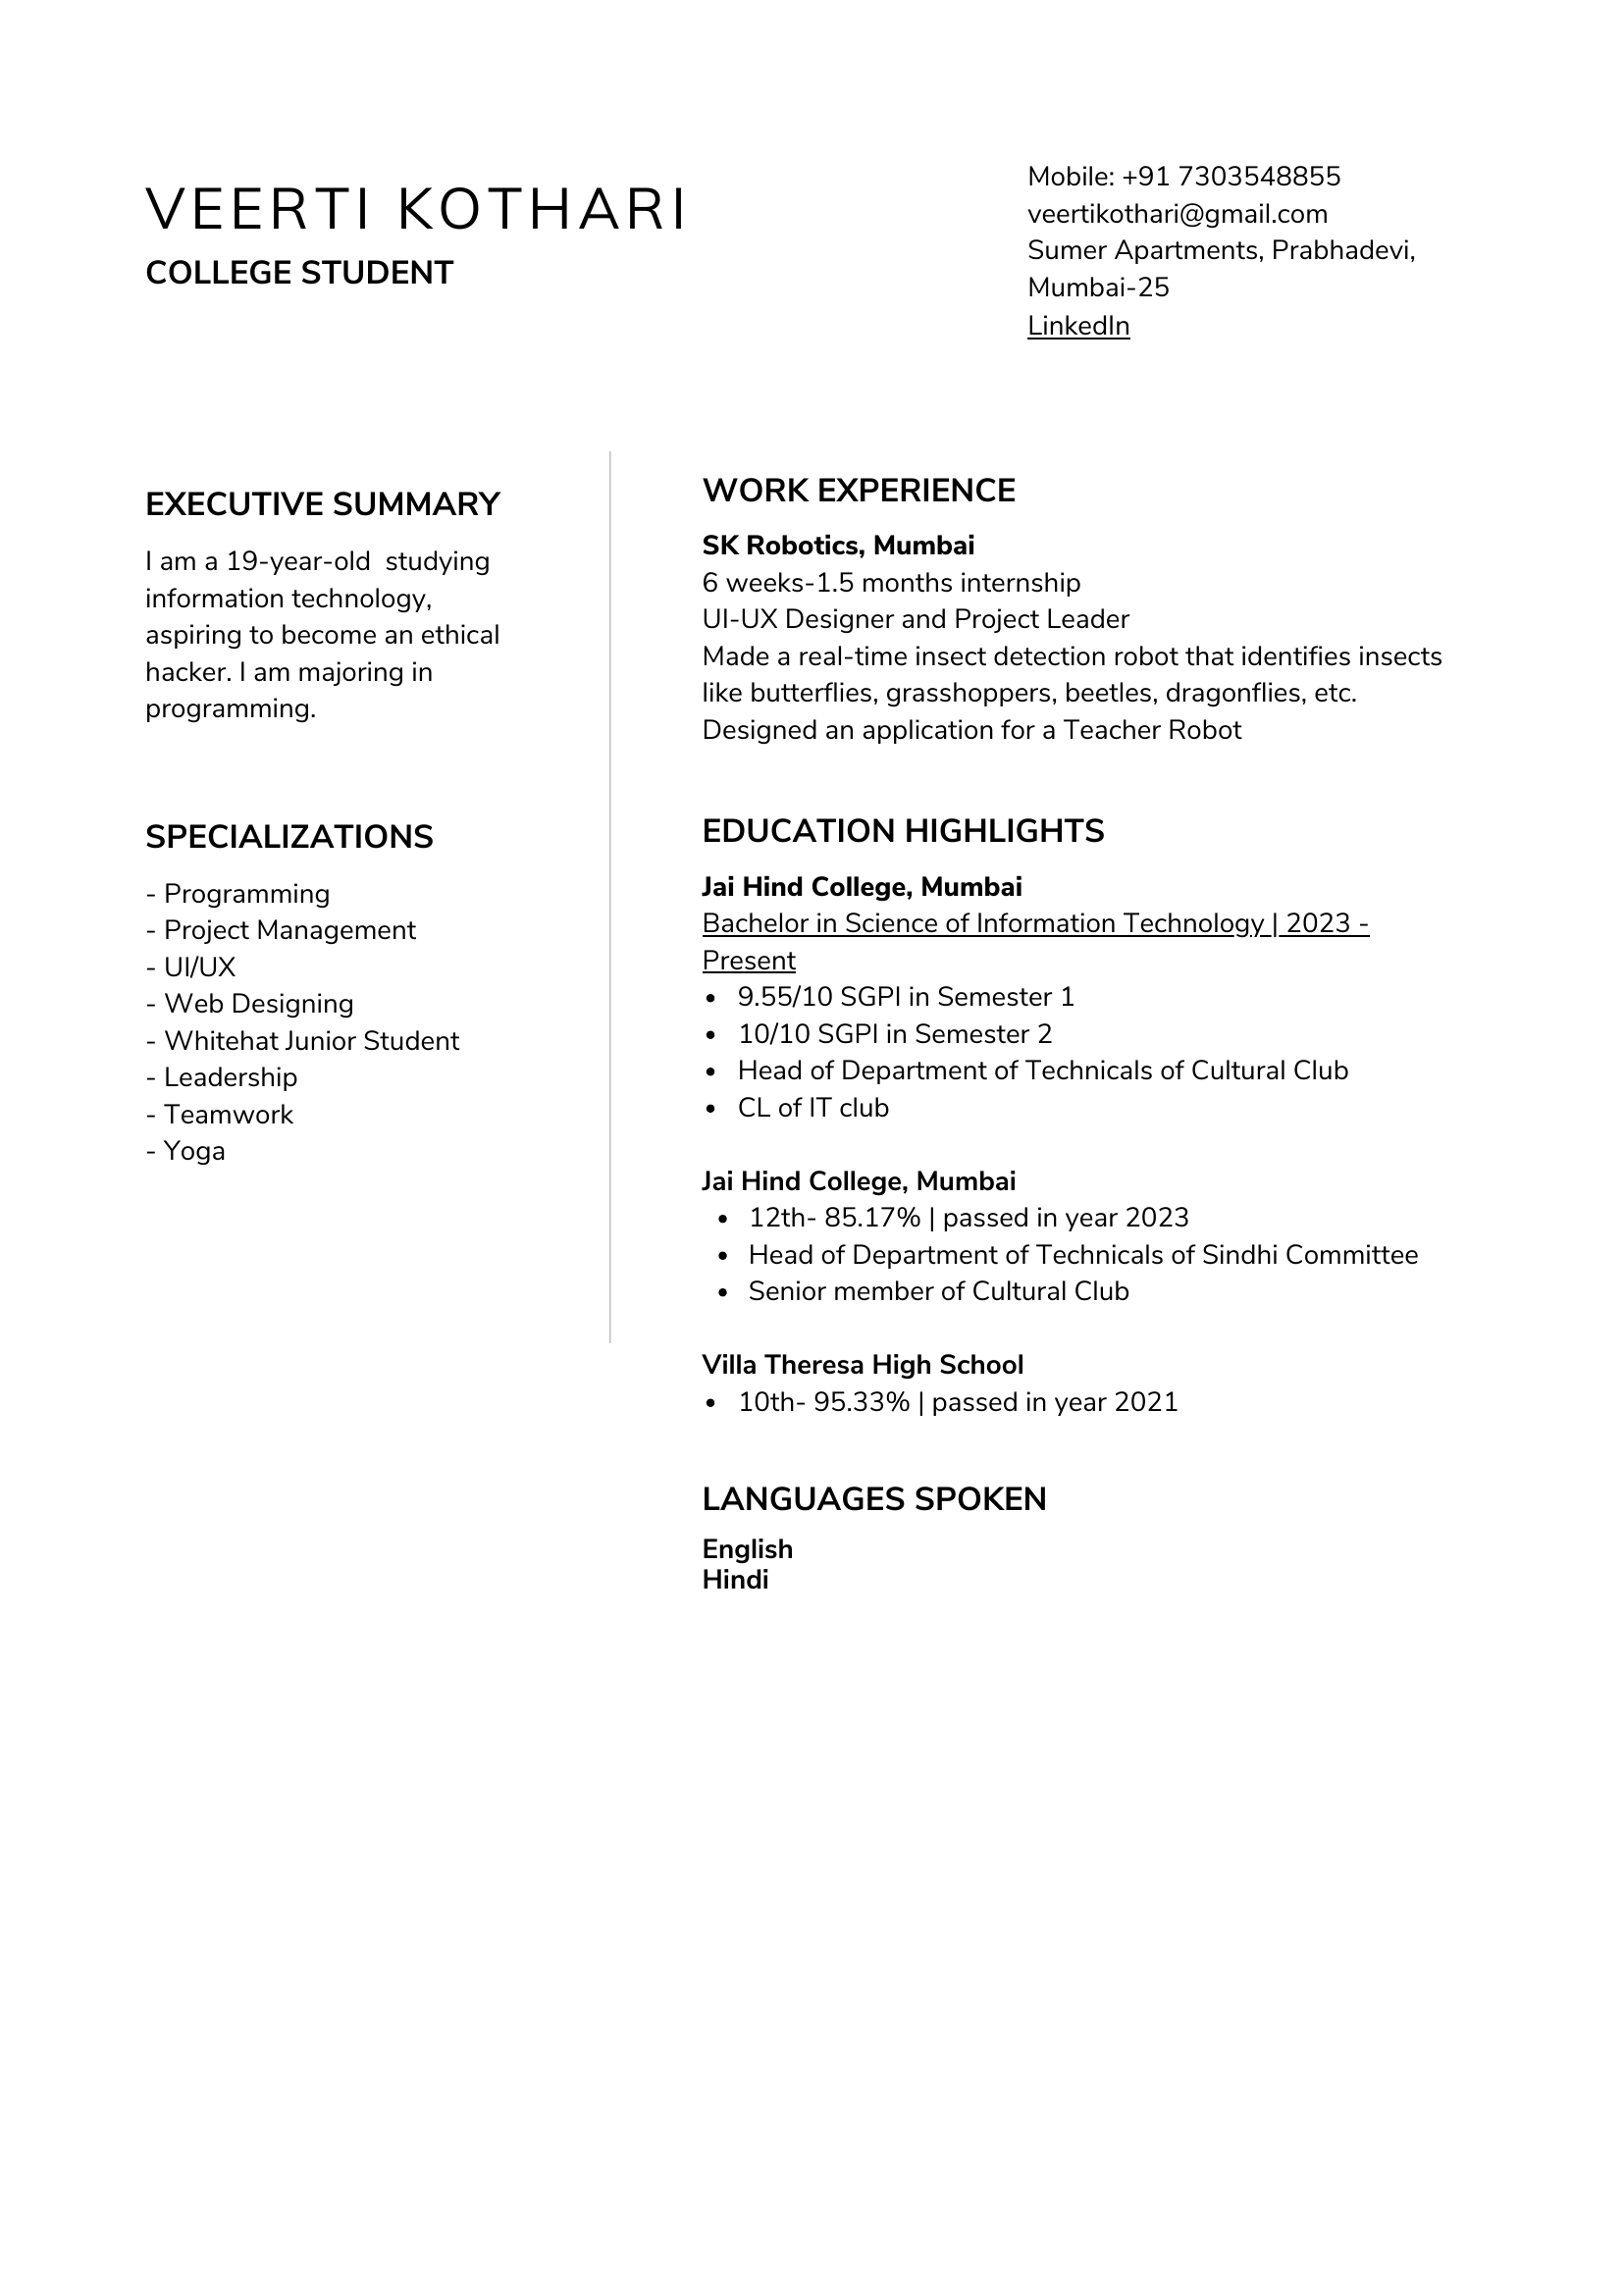 VEERTI KOTHARI
COLLEGE STUDENT
Mobile: +91 7303548855
veertikothari@gmail.com
Sumer Apartments, Prabhadevi,
Mumbai-25
LinkedIn
EXECUTIVE SUMMARY
I am a 19-year-old  studying
information technology,
aspiring to become an ethical
hacker. I am majoring in
programming.
SPECIALIZATIONS
- Programming
- Project Management
- UI/UX
- Web Designing
- Whitehat Junior Student
- Leadership
- Teamwork
- Yoga
WORK EXPERIENCE
SK Robotics, Mumbai
6 weeks-1.5 months internship
UI-UX Designer and Project Leader
Made a real-time insect detection robot that identifies insects
like butterflies, grasshoppers, beetles, dragonflies, etc.
Designed an application for a Teacher Robot
EDUCATION HIGHLIGHTS
Jai Hind College, Mumbai
Bachelor in Science of Information Technology | 2023 -
Present
• 9.55/10 SGPI in Semester 1
• 10/10 SGPI in Semester 2
• Head of Department of Technicals of Cultural Club
• CL of IT club
Jai Hind College, Mumbai
• 12th- 85.17% | passed in year 2023
• Head of Department of Technicals of Sindhi Committee
• Senior member of Cultural Club
Villa Theresa High School
• 10th- 95.33% | passed in year 2021
LANGUAGES SPOKEN
English
Hindi